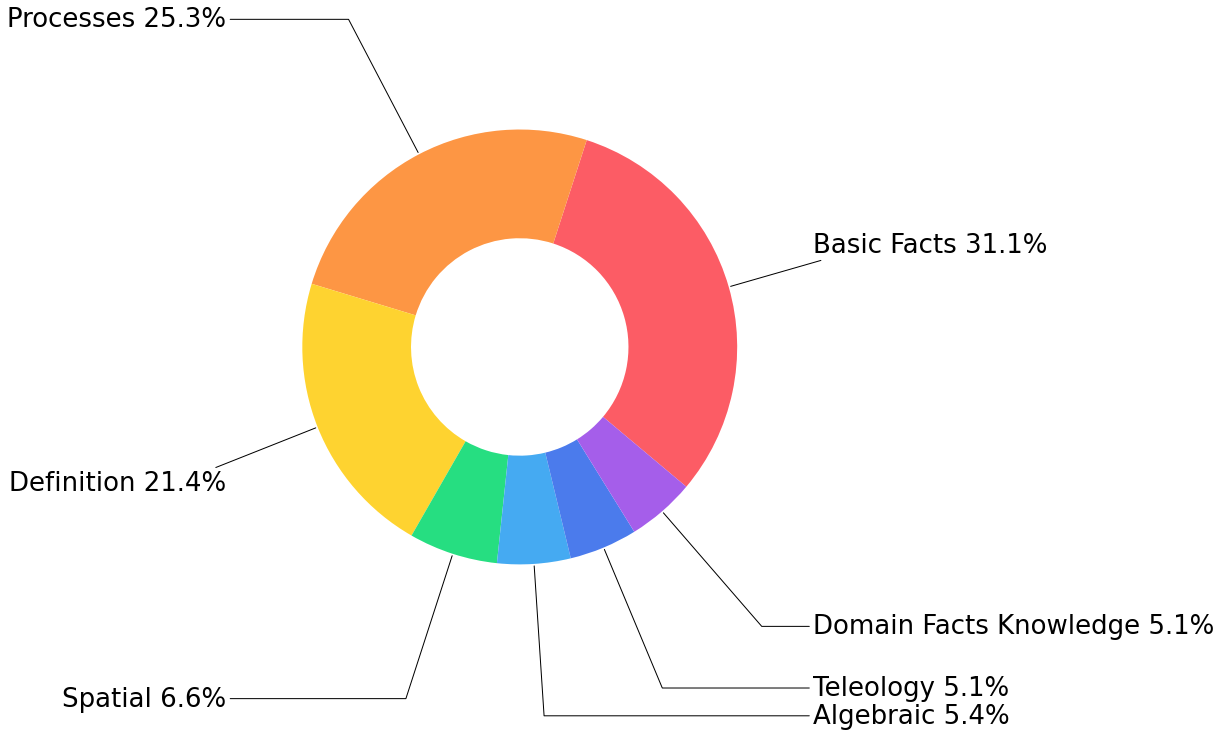 Processes 25.3%
Basic Facts 31.1%
Definition 21.4%
Domain Facts Knowledge 5.1%
Teleology 5.1%
Spatial 6.6%
Algebraic 5.4%